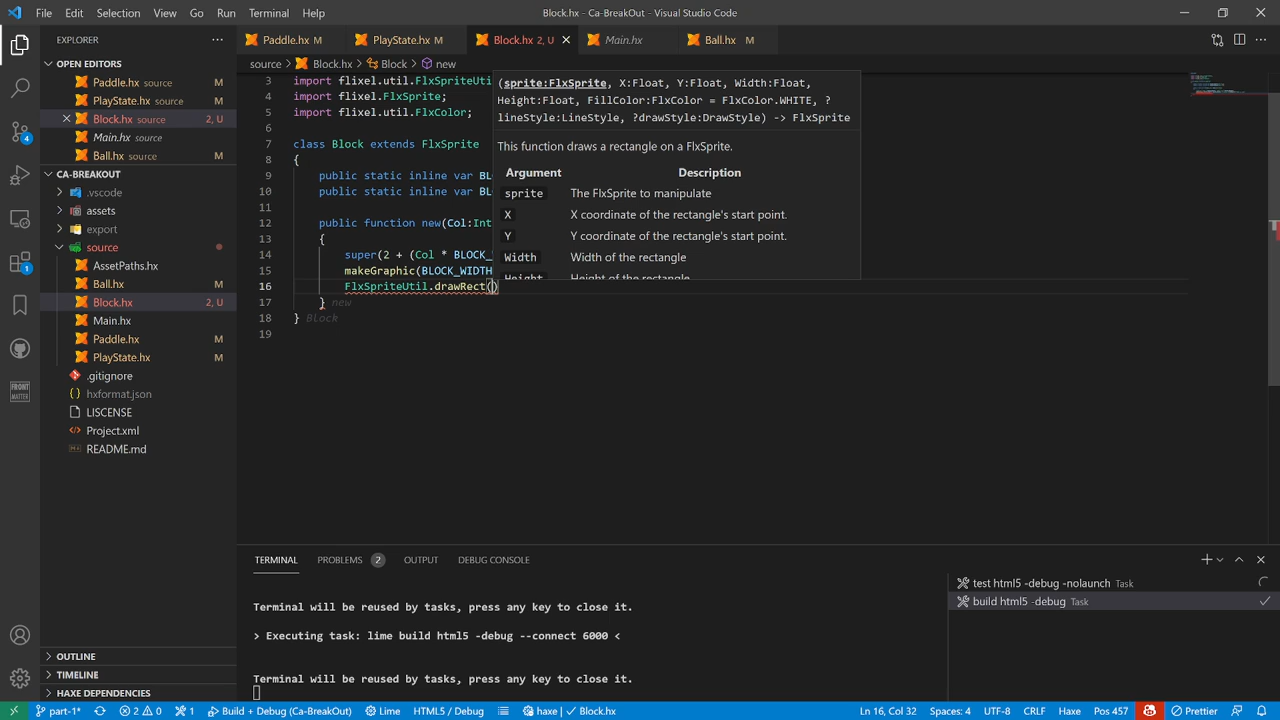 File Edit Selection View Go Run Terminal Help
Block.hx - Ca-BreakOut - Visual Studio Code
EXPLORER
Paddle.hx M
PlayState.hx M
Block.hx 2, U
Main.hx
Ball.hx M
OPEN EDITORS
Paddle.hx source M
PlayState.hx source M
Block.hx source 2, U
Main.hx source
Ball.hx source M
CA-BREAKOUT
.vscode
assets
export
source
AssetPaths.hx
Ball.hx M
Block.hx 2, U
Main.hx
Paddle.hx M
PlayState.hx M
.gitignore
hxformat.json
LISCENSE
Project.xml
README.md
OUTLINE
TIMELINE
HAXE DEPENDENCIES
4
1
FRONT
MATTER
source > Block.hx > Block > new
3 import flixel.util.FlxSpriteUti
4 import flixel.FlxSprite;
5 import flixel.util.FlxColor;
6
7 class Block extends FlxSprite
8 {
9 public static inline var BL
10 public static inline var BL
11
12 public function new(Col:Int
13 {
14 super(2 + (Col * BLOCK_
15 makeGraphic(BLOCK_WIDTH
16 FlxSpriteUtil.drawRect()
17 } new
18 } Block
19
(sprite:FlxSprite, X:Float, Y:Float, Width:Float,
Height:Float, FillColor:FlxColor = FlxColor.WHITE, ?
lineStyle:LineStyle, ?drawStyle:DrawStyle) -> FlxSprite
This function draws a rectangle on a FlxSprite.
Argument Description
sprite The FlxSprite to manipulate
X X coordinate of the rectangle's start point.
Y Y coordinate of the rectangle's start point.
Width Width of the rectangle
Height Height of the rectangle
TERMINAL PROBLEMS 2 OUTPUT DEBUG CONSOLE
Terminal will be reused by tasks, press any key to close it.
> Executing task: lime build html5 -debug --connect 6000 <
Terminal will be reused by tasks, press any key to close it.
test html5 -debug -nolaunch Task
build html5 -debug Task
part-1* 2 0 1 Build + Debug (Ca-BreakOut) Lime HTML5 / Debug haxe | Block.hx Ln 16, Col 32 Spaces: 4 Pos 457 UTF-8 CRLF Haxe Prettier